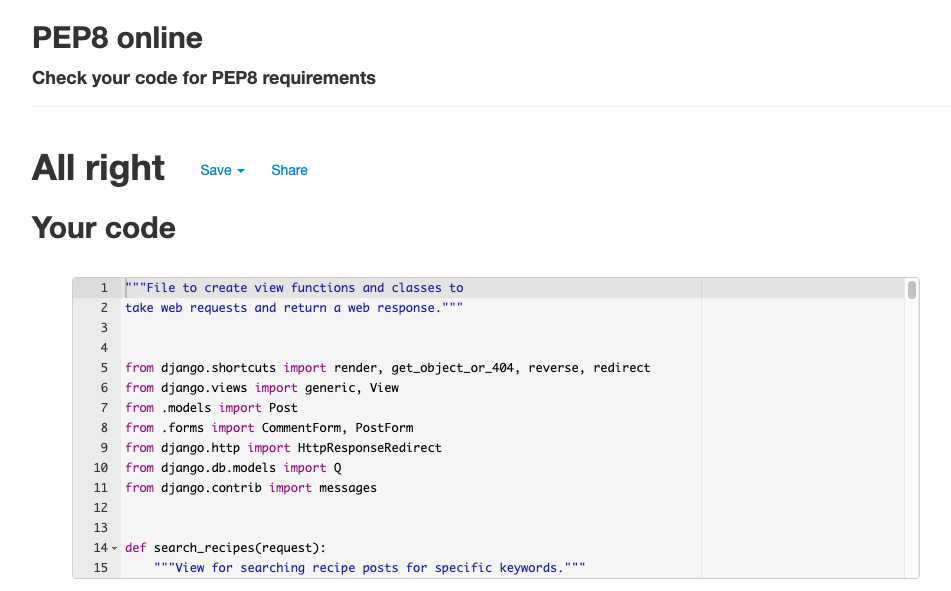 PEP8 online
Check your code for PEP8 requirements
All right Save Share
Your code
1 """File to create view functions and classes to
2 take web requests and return a web response."""
3
4
5 from django.shortcuts import render, get_object_or_404, reverse, redirect
6 from django.views import generic, View
7 from .models import Post
8 from .forms import CommentForm, PostForm
9 from django.http import HttpResponseRedirect
10 from django.db.models import Q
11 from django.contrib import messages
12
13
14 def search_recipes(request):
15     """View for searching recipe posts for specific keywords."""